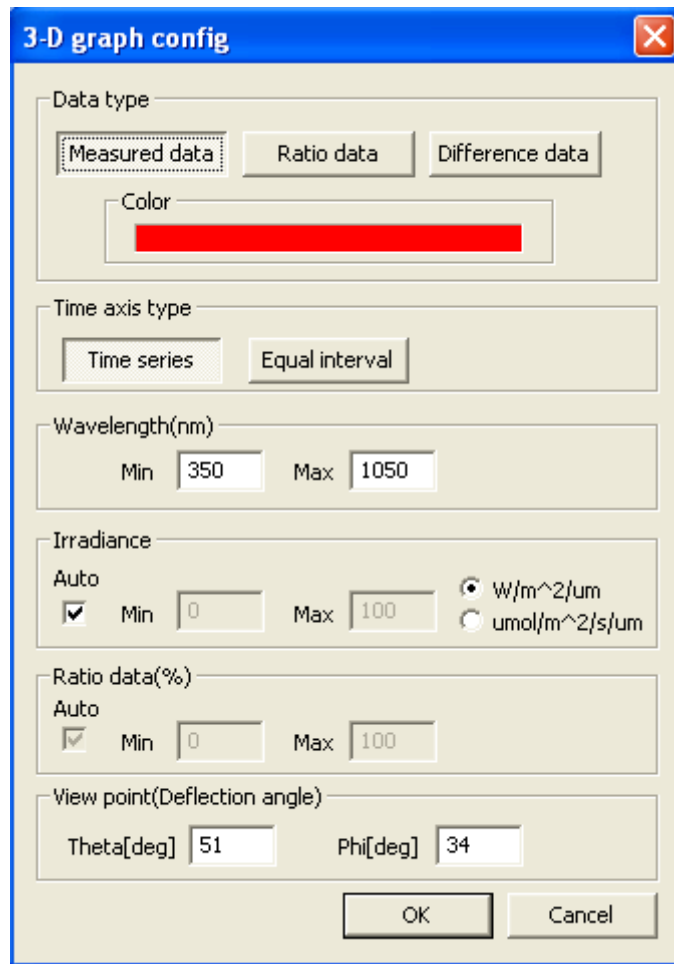 3-D graph config
Data type
Measured data Ratio data Difference data
Color
Time axis type
Time series Equal interval
Wavelength(nm)
Min 350 Max 1050
Irradiance
Auto
Min 0 Max 100
W/m^2/um
umol/m^2/s/um
Ratio data(%)
Auto
Min 0 Max 100
View point(Deflection angle)
Theta[deg] 51 Phi[deg] 34
OK Cancel